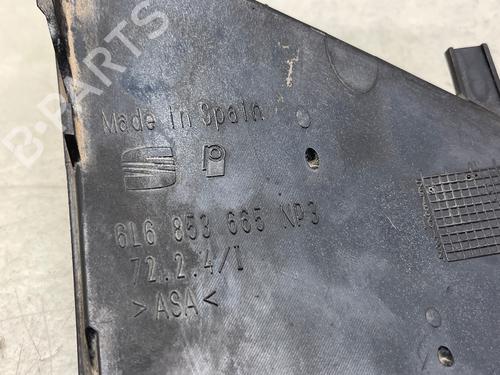 B-PARTS
Made in Spain
6L6 853 665 NP3
72.2.4/I
>ASA<